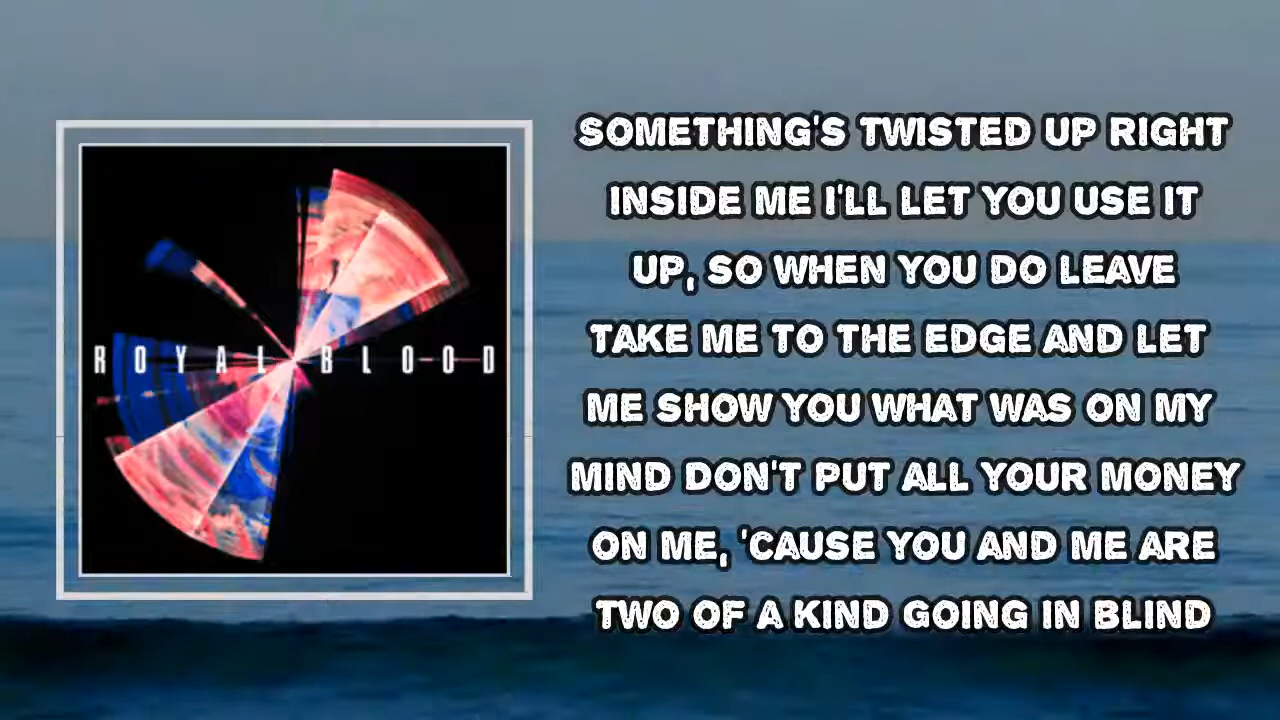 ROYAL BLOOD
SOMETHING'S TWISTED UP RIGHT
INSIDE ME I'LL LET YOU USE IT
UP, SO WHEN YOU DO LEAVE
TAKE ME TO THE EDGE AND LET
ME SHOW YOU WHAT WAS ON MY
MIND DON'T PUT ALL YOUR MONEY
ON ME, 'CAUSE YOU AND ME ARE
TWO OF A KIND GOING IN BLIND